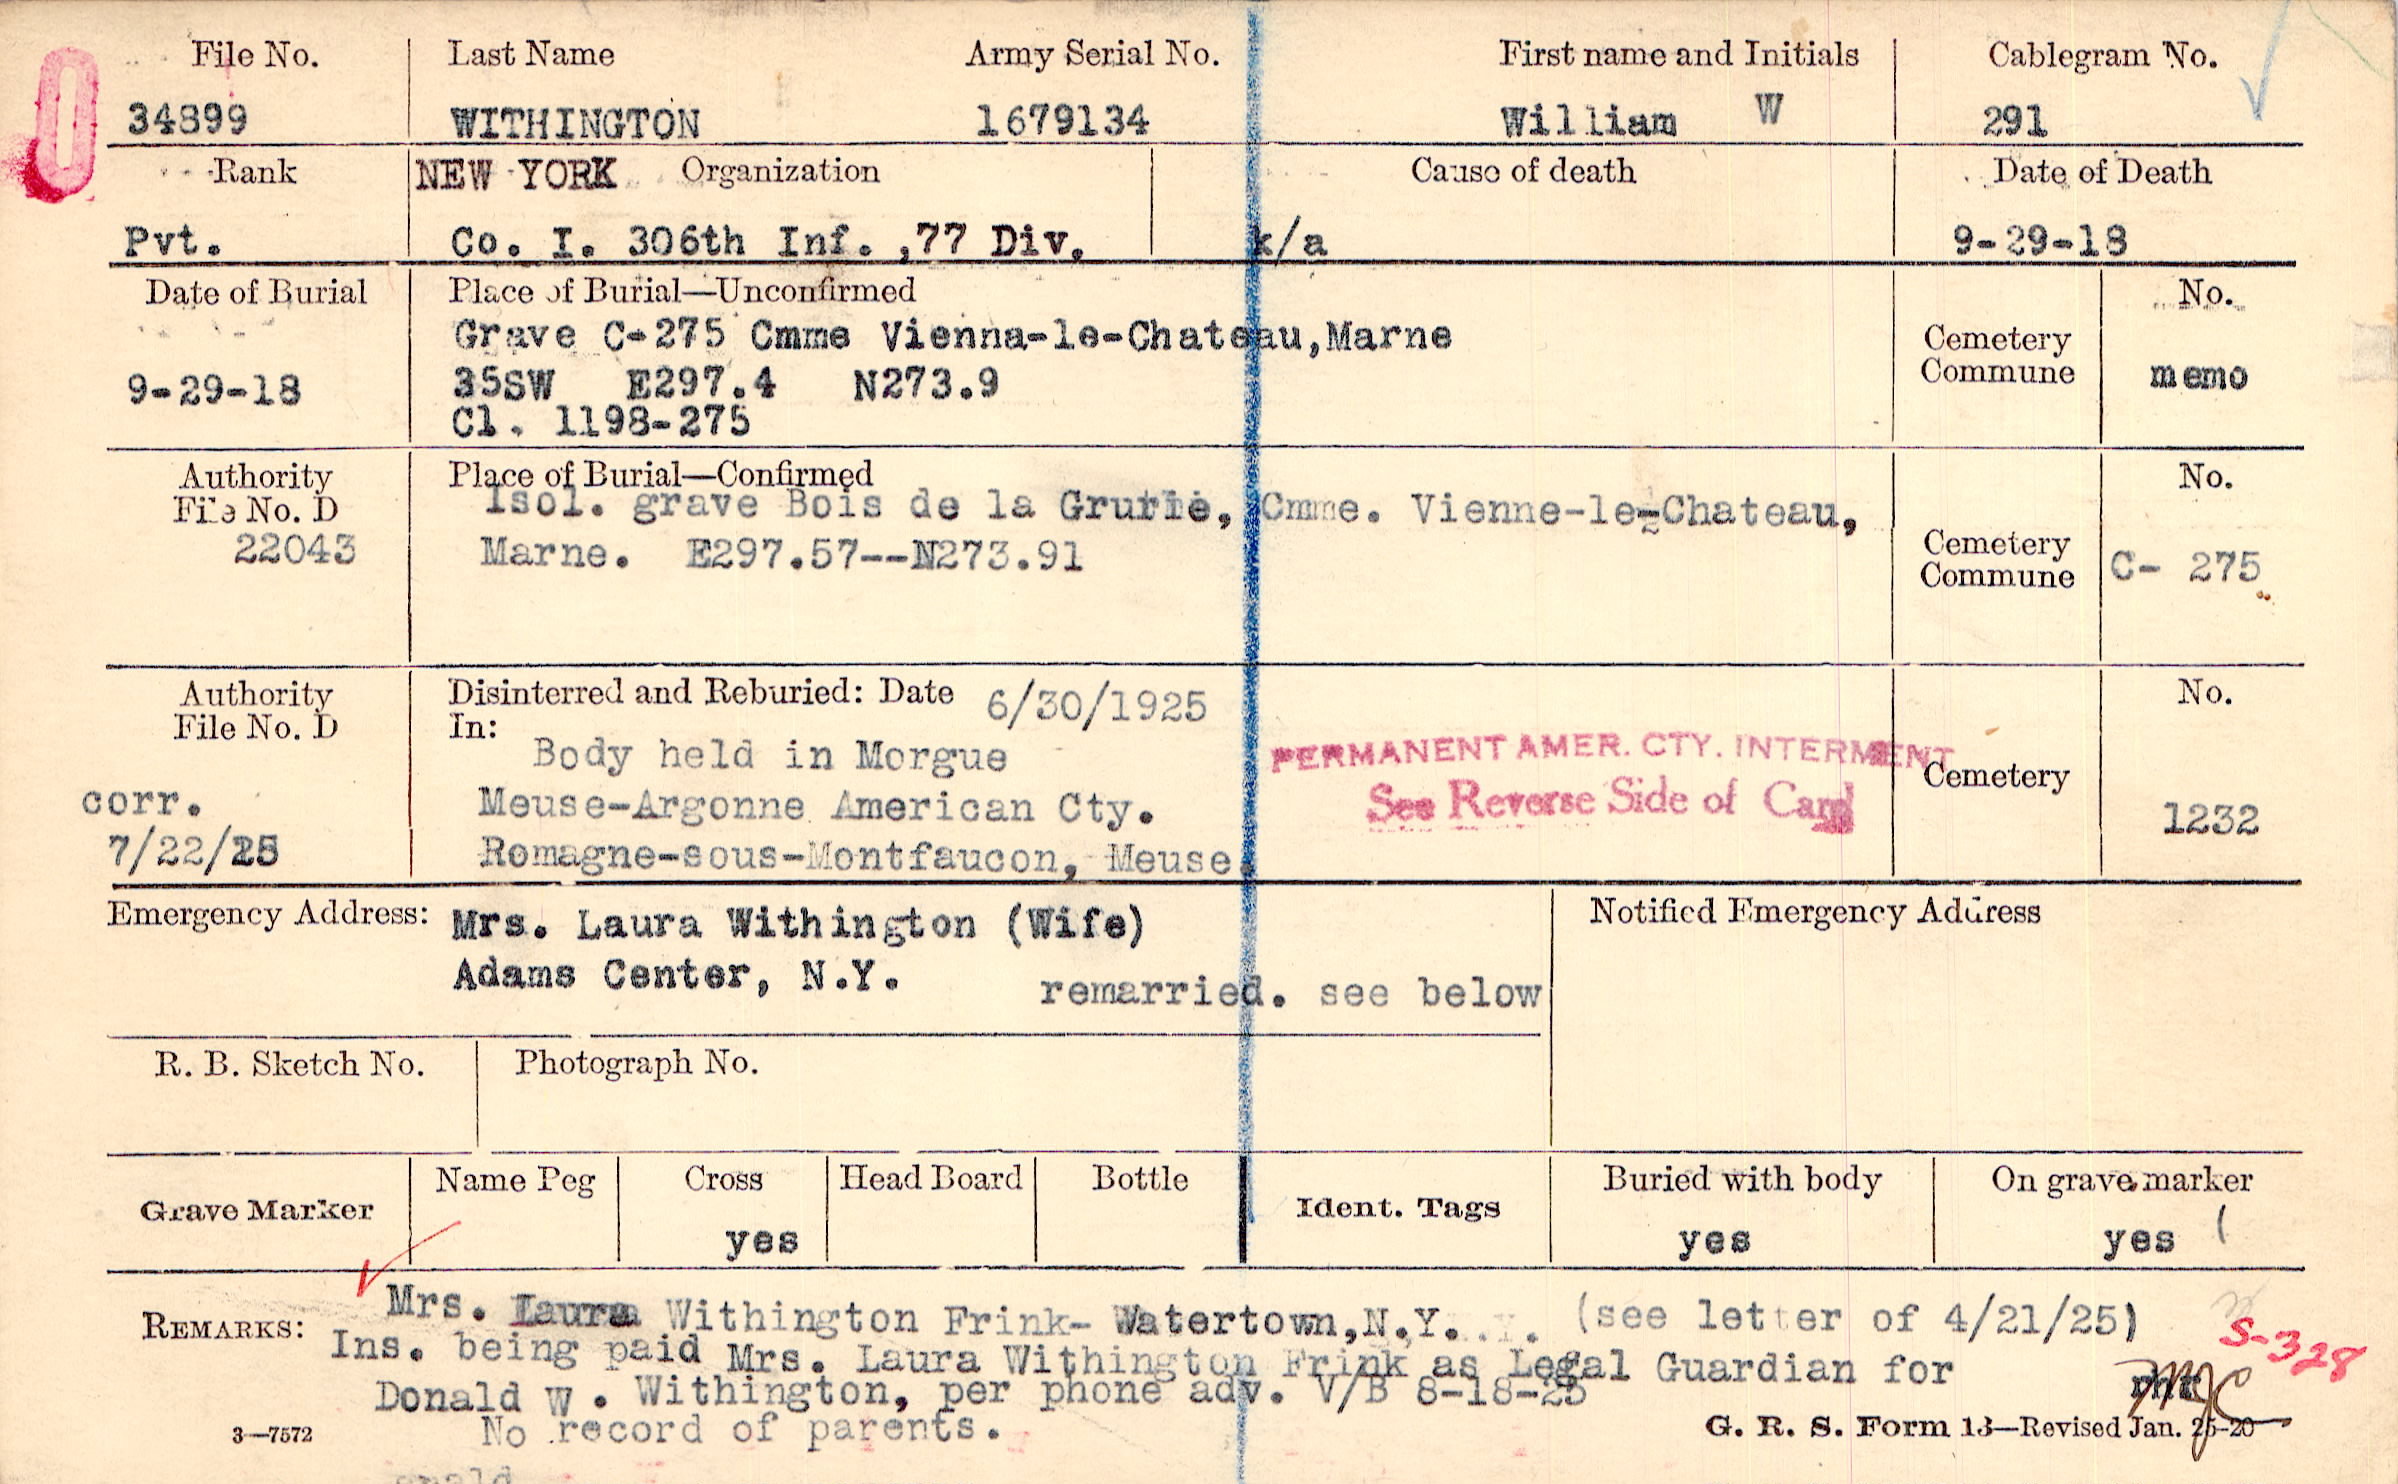 File No. Last Name Army Serial No. First name and Initials Cablegram No.
34899 WITHINGTON 1679134 William W 291
Rank NEW YORK Organization Cause of death Date of Death
Pvt. Co. I. 306th Inf. ,77 Div. k/a 9-29-18
Date of Burial Place of Burial—Unconfirmed No.
Grave C-275 Cmme Vienna-le-Chateau,Marne
Cemetery
Commune
9-29-18 35SW E297.4 N273.9 memo
Cl. 1198-275
Authority Place of Burial—Confirmed No.
File No. D Isol. grave Bois de la Grurie, Cmme. Vienne-le-Chateau,
22043 Marne. E297.57--N273.91
Cemetery
Commune C- 275
Authority Disinterred and Reburied: Date 6/30/1925 No.
File No. D In:
Body held in Morgue PERMANENT AMER. CTY. INTERMENT
Cemetery
corr. Meuse-Argonne American Cty. See Reverse Side of Card 1232
7/22/25 Romagne-sous-Montfaucon, Meuse.
Emergency Address: Mrs. Laura Withington (Wife) Notified Emergency Address
Adams Center, N.Y. remarried. see below
R. B. Sketch No. Photograph No.
Grave Marker Name Peg Cross Head Board Bottle Ident. Tags Buried with body On grave marker
yes yes yes
REMARKS: Mrs. Laura Withington Frink- Watertown,N.Y. (see letter of 4/21/25)
S-328
Ins. being paid Mrs. Laura Withington Frink as Legal Guardian for
Donald W. Withington, per phone adv. V/B 8-18-25
No record of parents.
3—7572 G. R. S. Form 13—Revised Jan. 25-20